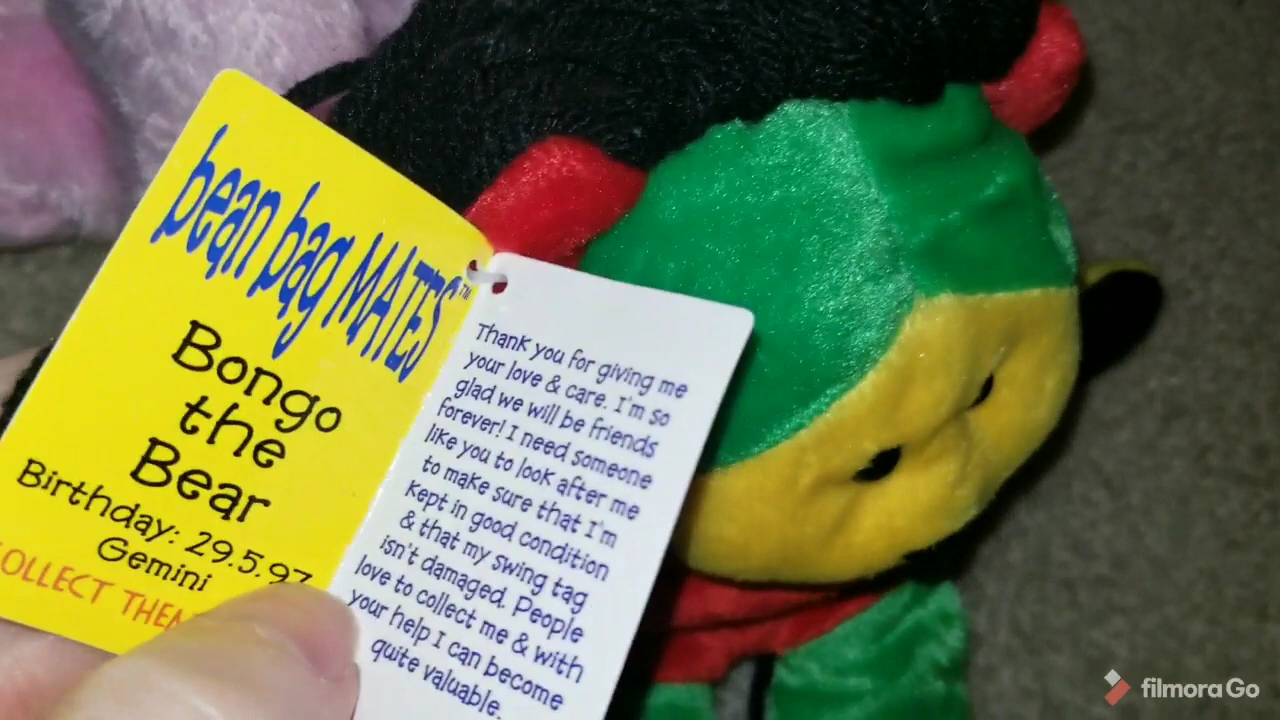 bean bag MATES™
Bongo
the
Bear
Birthday: 29.5.97
Gemini
COLLECT THEM
Thank you for giving me
your love & care. I'm so
glad we will be friends
forever! I need someone
like you to look after me
to make sure that I'm
kept in good condition
& that my swing tag
isn't damaged. People
love to collect me & with
your help I can become
quite valuable.
filmoraGo